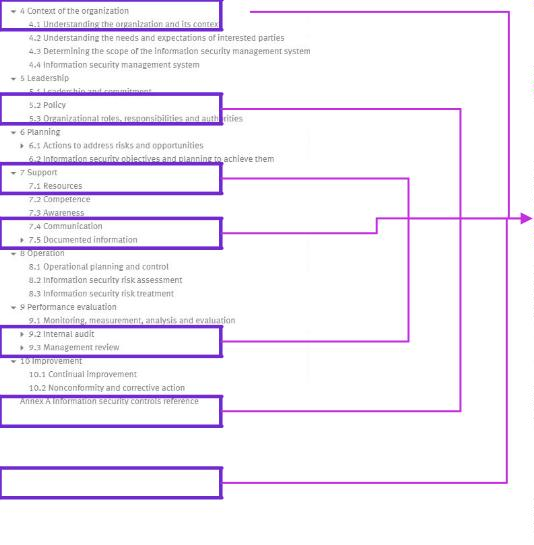 4 Context of the organization
4.1 Understanding the organization and its context
4.2 Understanding the needs and expectations of interested parties
4.3 Determining the scope of the information security management system
4.4 Information security management system
5 Leadership
5.1 Leadership and commitment
5.2 Policy
5.3 Organizational roles, responsibilities and authorities
6 Planning
6.1 Actions to address risks and opportunities
6.2 Information security objectives and planning to achieve them
7 Support
7.1 Resources
7.2 Competence
7.3 Awareness
7.4 Communication
7.5 Documented information
8 Operation
8.1 Operational planning and control
8.2 Information security risk assessment
8.3 Information security risk treatment
9 Performance evaluation
9.1 Monitoring, measurement, analysis and evaluation
9.2 Internal audit
9.3 Management review
10 Improvement
10.1 Continual improvement
10.2 Nonconformity and corrective action
Annex A Information security controls reference